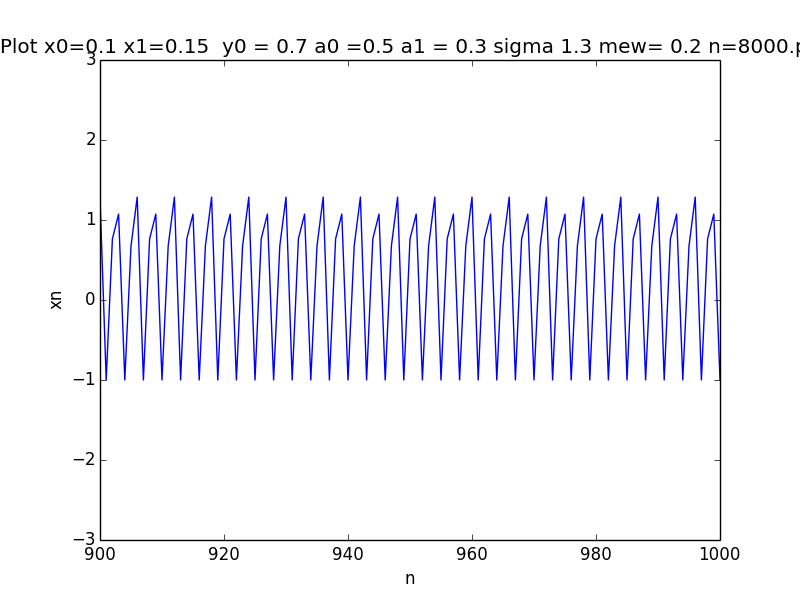 Plot x0=0.1 x1=0.15  y0 = 0.7 a0 =0.5 a1 = 0.3 sigma 1.3 mew= 0.2 n=8000.p
3
2
1
0
−1
−2
−3
xn
900 920 940 960 980 1000
n